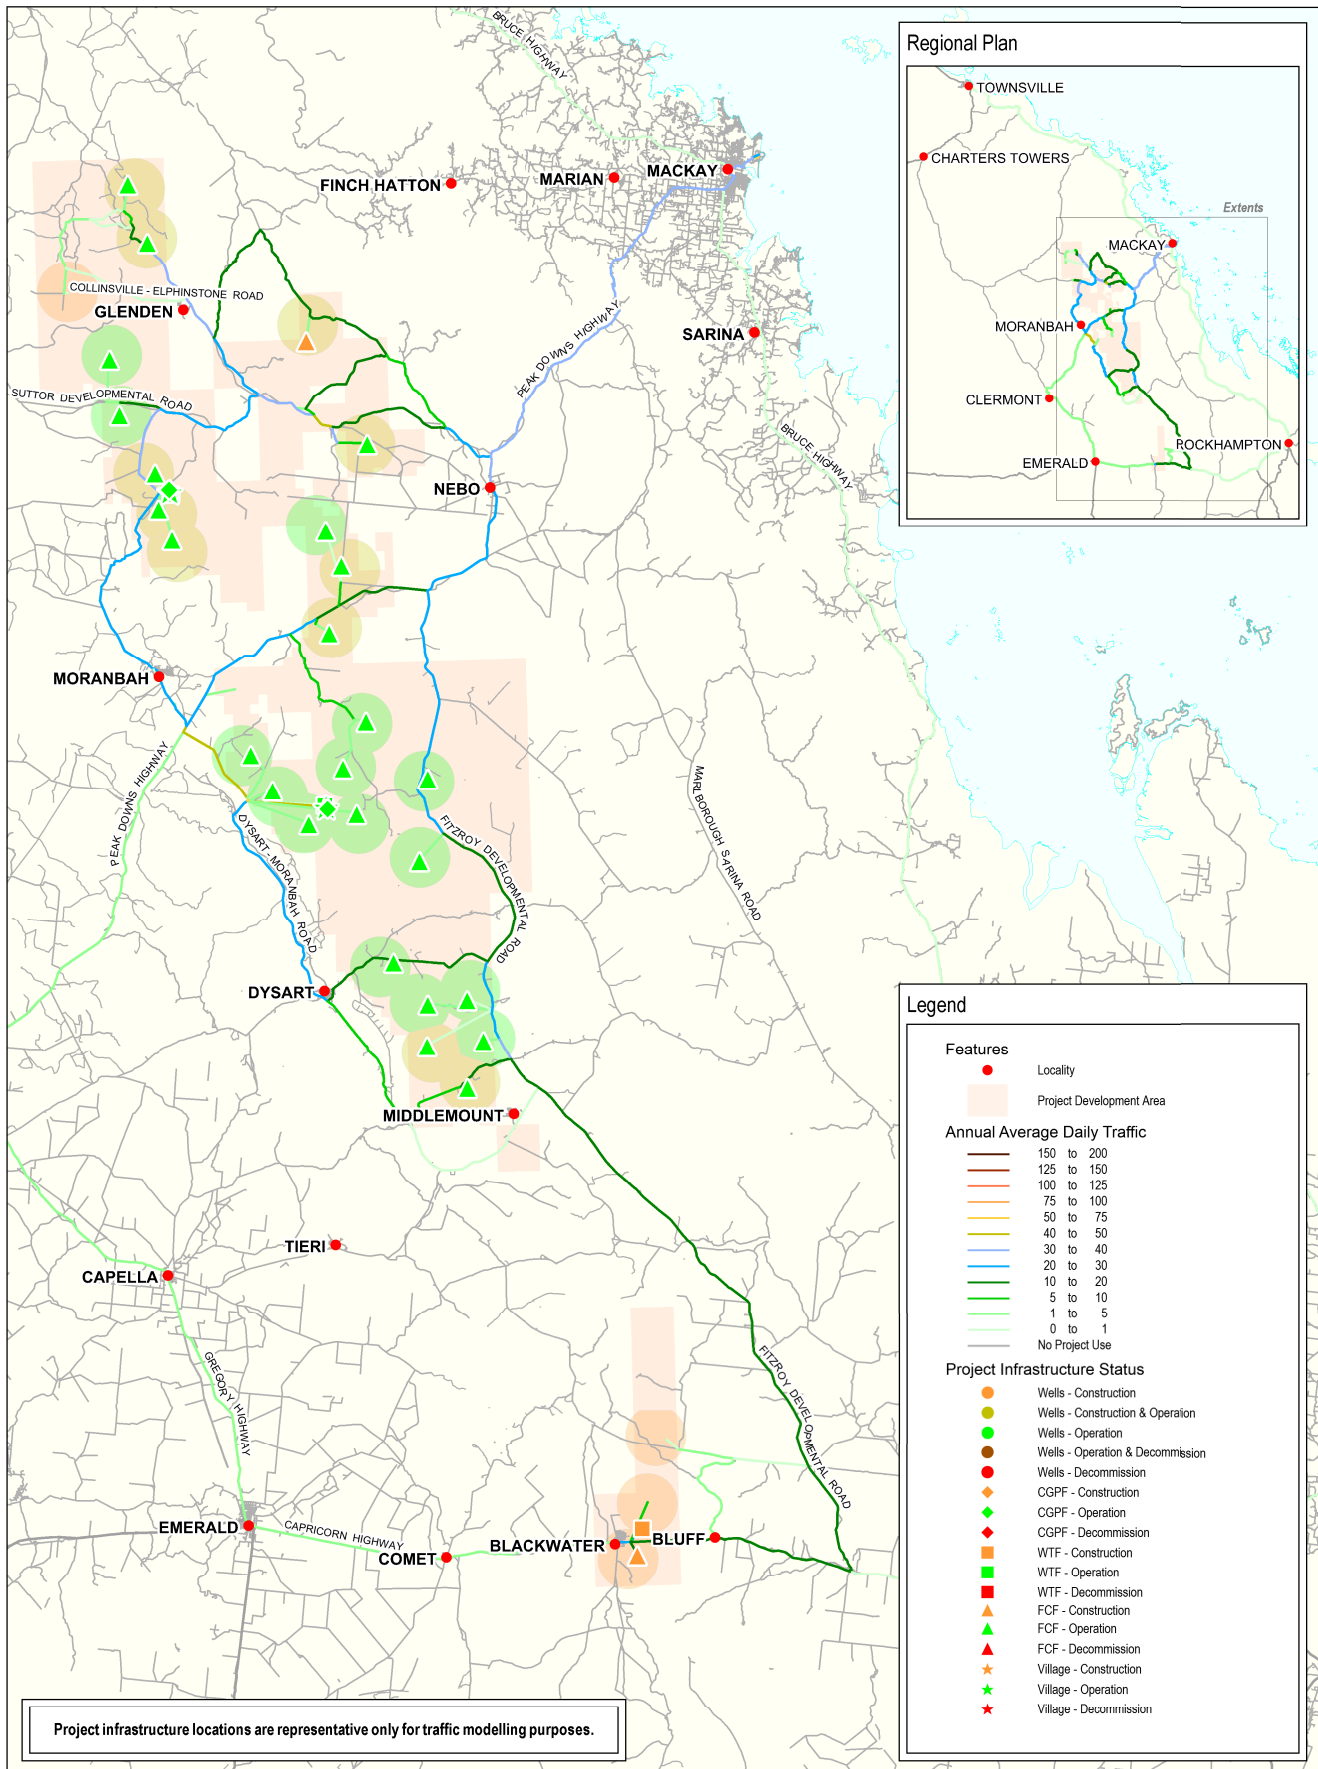 BRUCE HIGHWAY
FINCH HATTON
MARIAN
MACKAY
COLLINSVILLE - ELPHINSTONE ROAD
GLENDEN
SARINA
PEAK DOWNS HIGHWAY
SUTTOR DEVELOPMENTAL ROAD
BRUCE HIGHWAY
NEBO
MORANBAH
PEAK DOWNS HIGHWAY
DYSART - MORANBAH ROAD
FITZROY DEVELOPMENTAL ROAD
MARLBOROUGH SARINA ROAD
DYSART
MIDDLEMOUNT
TIERI
CAPELLA
GREGORY HIGHWAY
FITZROY DEVELOPMENTAL ROAD
EMERALD
CAPRICORN HIGHWAY
COMET
BLACKWATER
BLUFF
Project infrastructure locations are representative only for traffic modelling purposes.
Regional Plan
TOWNSVILLE
CHARTERS TOWERS
Extents
MACKAY
MORANBAH
CLERMONT
ROCKHAMPTON
EMERALD
Legend
Features
Locality
Project Development Area
Annual Average Daily Traffic
150 to 200
125 to 150
100 to 125
75 to 100
50 to 75
40 to 50
30 to 40
20 to 30
10 to 20
5 to 10
1 to 5
0 to 1
No Project Use
Project Infrastructure Status
Wells - Construction
Wells - Construction & Operation
Wells - Operation
Wells - Operation & Decommission
Wells - Decommission
CGPF - Construction
CGPF - Operation
CGPF - Decommission
WTF - Construction
WTF - Operation
WTF - Decommission
FCF - Construction
FCF - Operation
FCF - Decommission
Village - Construction
Village - Operation
Village - Decommission